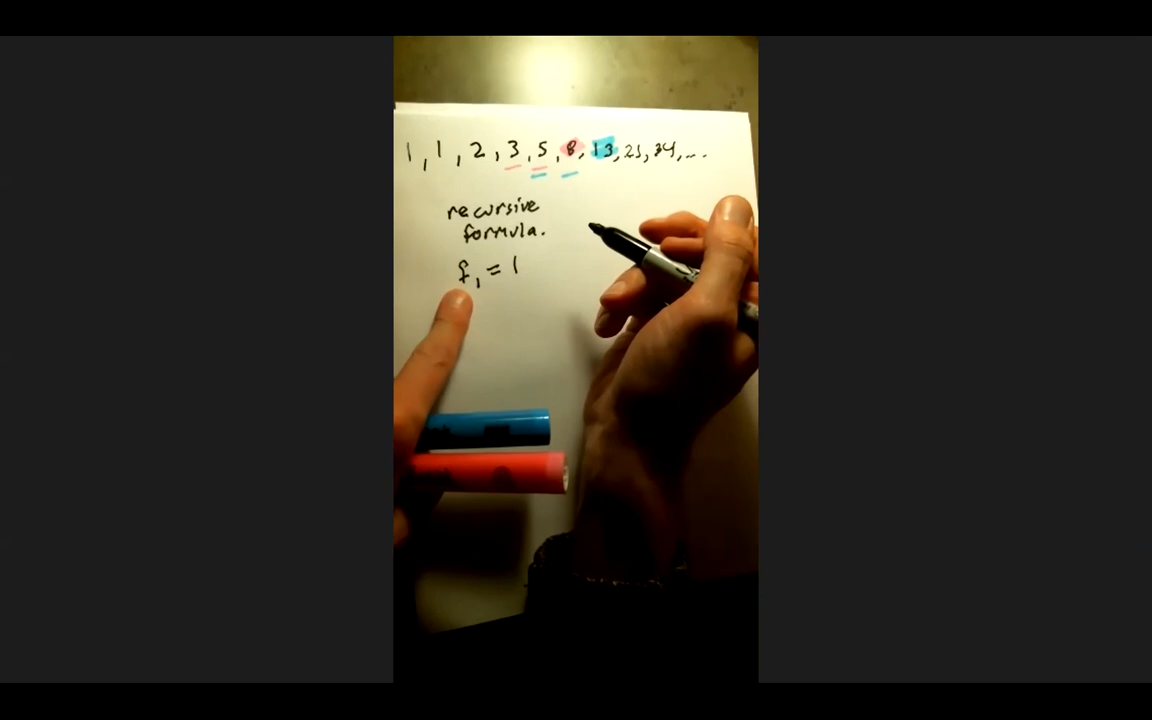 1, 1, 2, 3, 5, 8, 13, 21, 34, ...
recursive
formula.
f₁ = 1